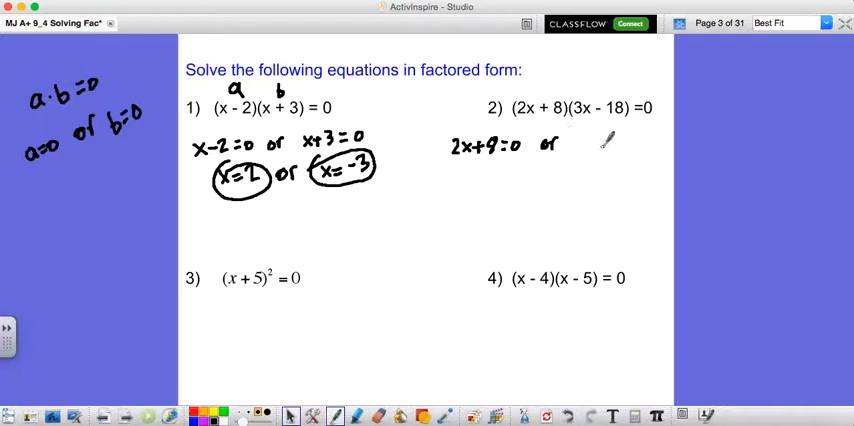 ActivInspire - Studio
MJ A+ 9_4 Solving Fac*
CLASSFLOW Connect
Page 3 of 31
Best Fit
a·b=0
a=0 or b=0
Solve the following equations in factored form:
a b
1) (x - 2)(x + 3) = 0
x-2=0 or x+3=0
x=2 or x=-3
2) (2x + 8)(3x - 18) =0
2x+8=0 or
3) (x + 5)² = 0
4) (x - 4)(x - 5) = 0